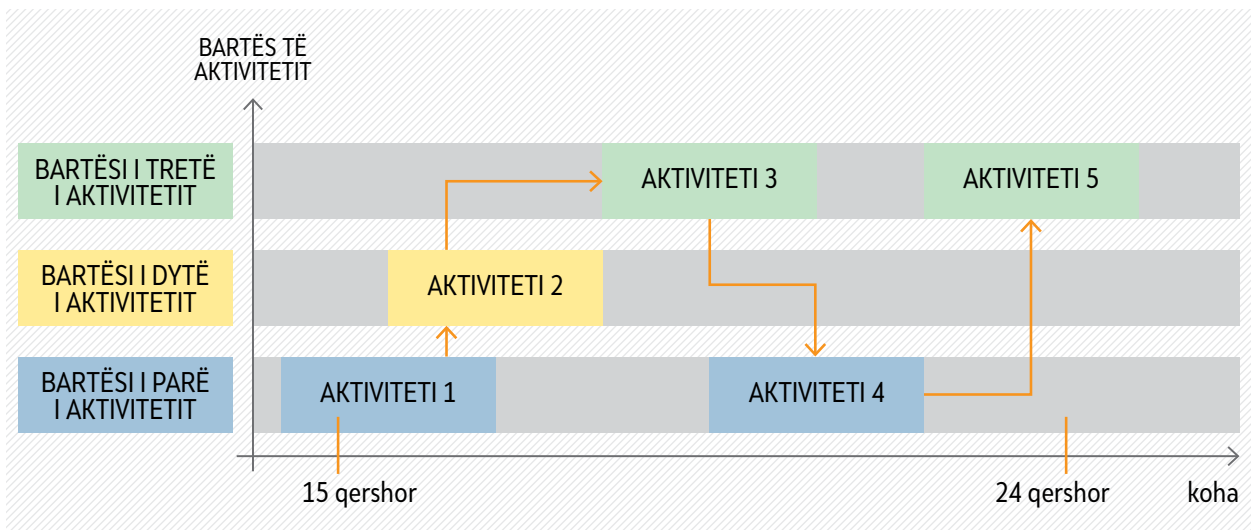 BARTËS TË
AKTIVITETIT
BARTËSI I TRETË
I AKTIVITETIT
AKTIVITETI 3
AKTIVITETI 5
BARTËSI I DYTË
I AKTIVITETIT
AKTIVITETI 2
BARTËSI I PARË
I AKTIVITETIT
AKTIVITETI 1
AKTIVITETI 4
15 qershor
24 qershor
koha